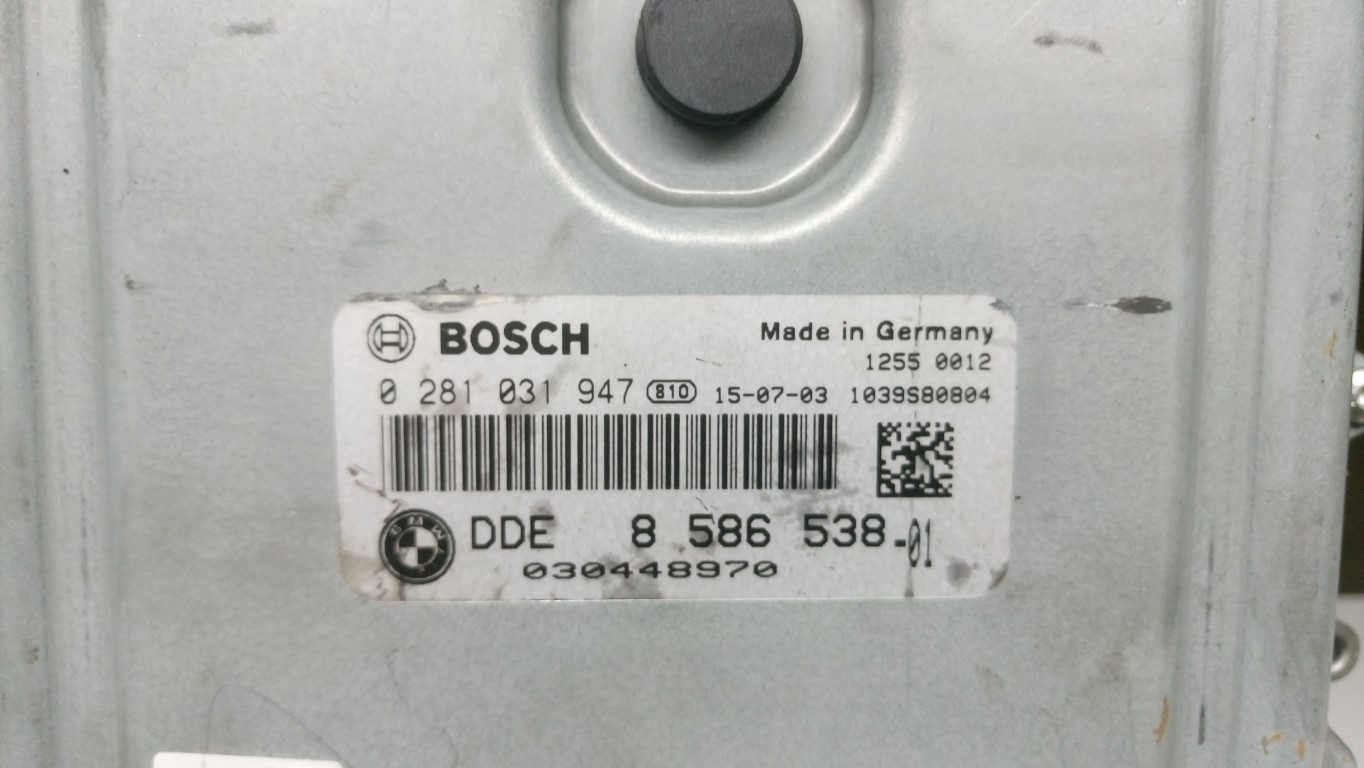 BOSCH
Made in Germany
1255 0012
0 281 031 947 810 15-07-03 1039S80804
BMW
DDE 8 586 538-01
030448970